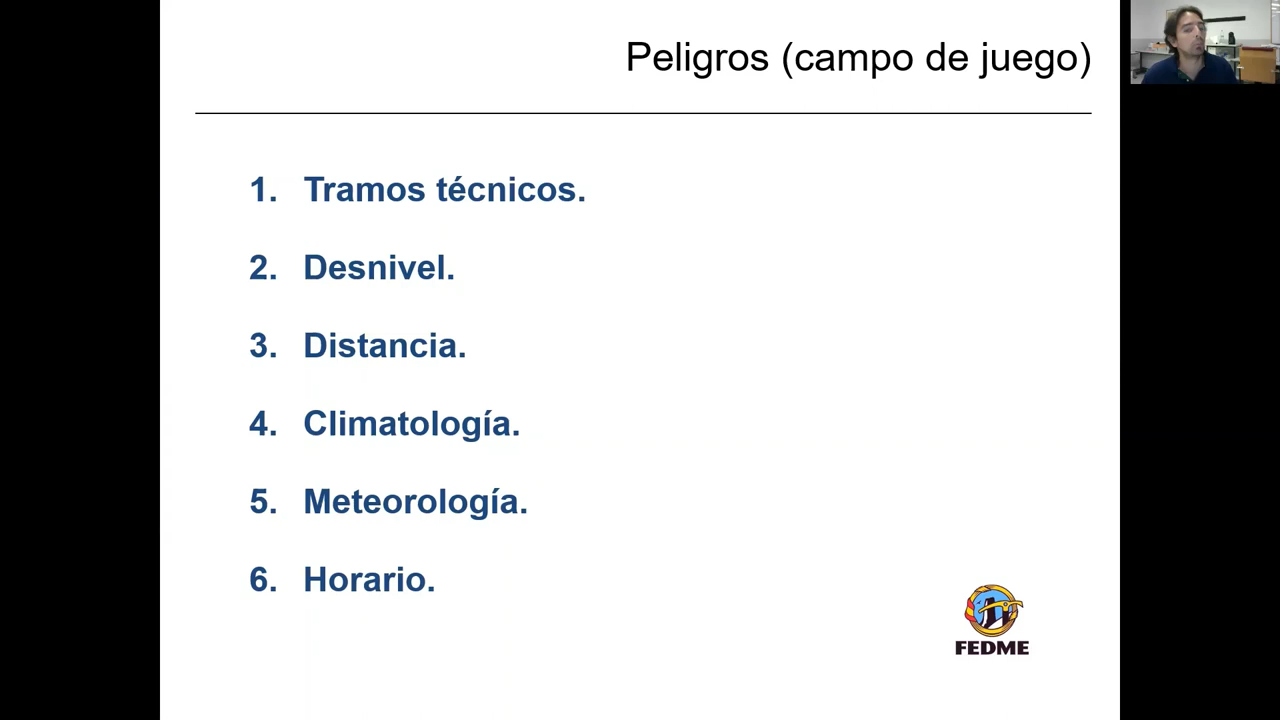 Peligros (campo de juego)
1. Tramos técnicos.
2. Desnivel.
3. Distancia.
4. Climatología.
5. Meteorología.
6. Horario.
FEDME